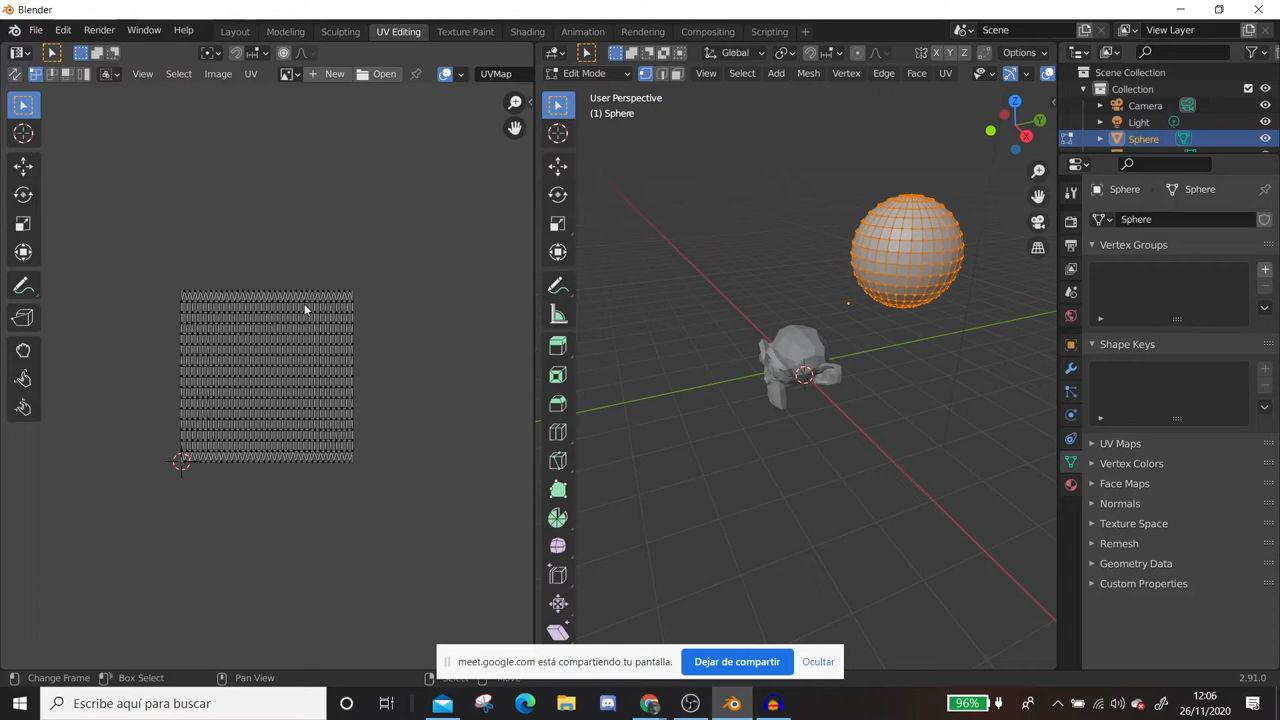 Blender
File Edit Render Window Help Layout Modeling Sculpting UV Editing Texture Paint Shading Animation Rendering Compositing Scripting Scene View Layer
Global Options
View Select Image UV New Open UVMap Edit Mode View Select Add Mesh Vertex Edge Face UV
Scene Collection
Collection
Camera
Light
Sphere
User Perspective
(1) Sphere
Z
Y
X
Sphere Sphere
Sphere
Vertex Groups
Shape Keys
UV Maps
Vertex Colors
Face Maps
Normals
Texture Space
Remesh
Geometry Data
Custom Properties
meet.google.com está compartiendo tu pantalla. Dejar de compartir Ocultar
Change Frame Box Select Pan View 2.91.0
Escribe aquí para buscar
96%
12:06
26/11/2020